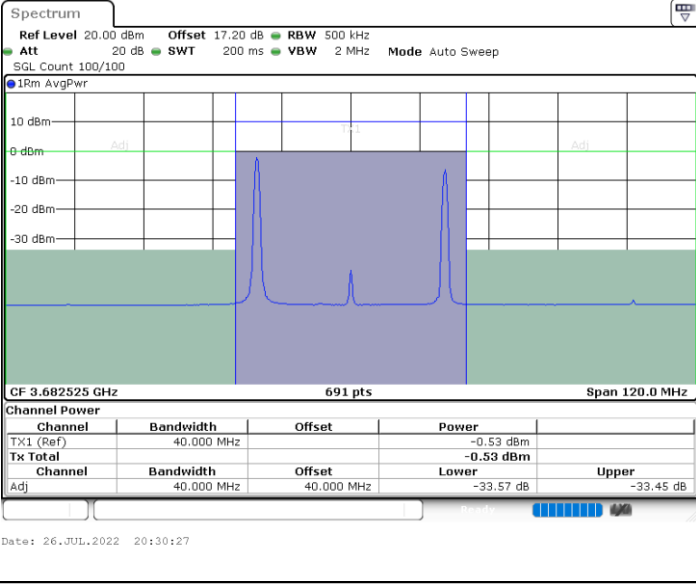 Spectrum
Ref Level 20.00 dBm Offset 17.20 dB RBW 500 kHz
Att 20 dB SWT 200 ms VBW 2 MHz Mode Auto Sweep
SGL Count 100/100
1Rm AvgPwr
10 dBm
TX1
Adj Adj
0 dBm
-10 dBm
-20 dBm
-30 dBm
CF 3.682525 GHz 691 pts Span 120.0 MHz
Channel Power
Channel Bandwidth Offset Power
TX1 (Ref) 40.000 MHz -0.53 dBm
Tx Total -0.53 dBm
Channel Bandwidth Offset Lower Upper
Adj 40.000 MHz 40.000 MHz -33.57 dB -33.45 dB
Ready
Date: 26.JUL.2022 20:30:27